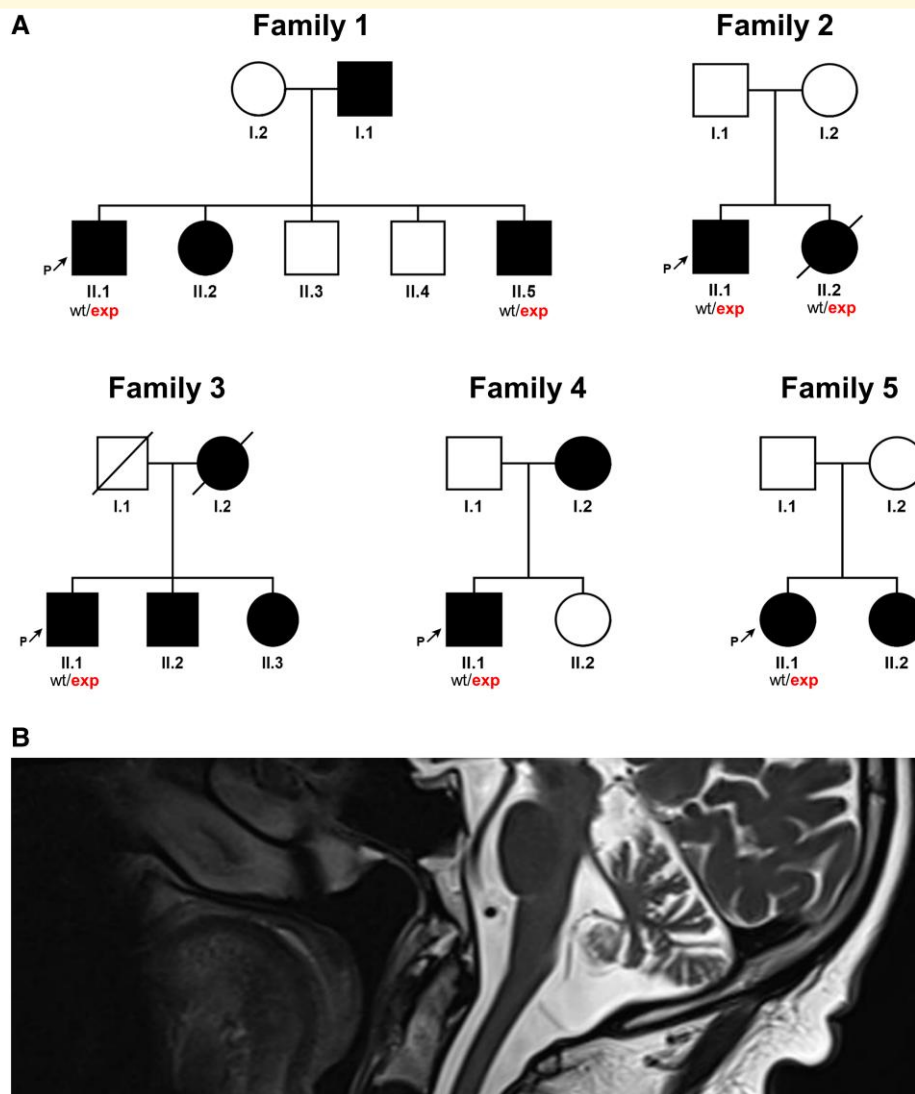 A
Family 1
Family 2
I.2
I.1
I.1
I.2
P
II.1
II.2
II.3
II.4
II.5
P
II.1
II.2
wt/exp
wt/exp
wt/exp
wt/exp
Family 3
Family 4
Family 5
I.1
I.2
I.1
I.2
I.1
I.2
P
II.1
II.2
II.3
P
II.1
II.2
P
II.1
II.2
wt/exp
wt/exp
wt/exp
B